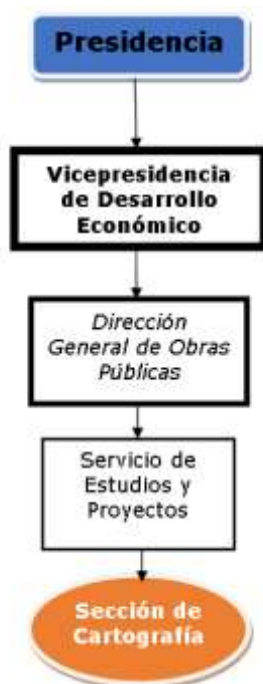 Presidencia
Vicepresidencia
de Desarrollo
Económico
Dirección
General de Obras
Públicas
Servicio de
Estudios y
Proyectos
Sección de
Cartografía